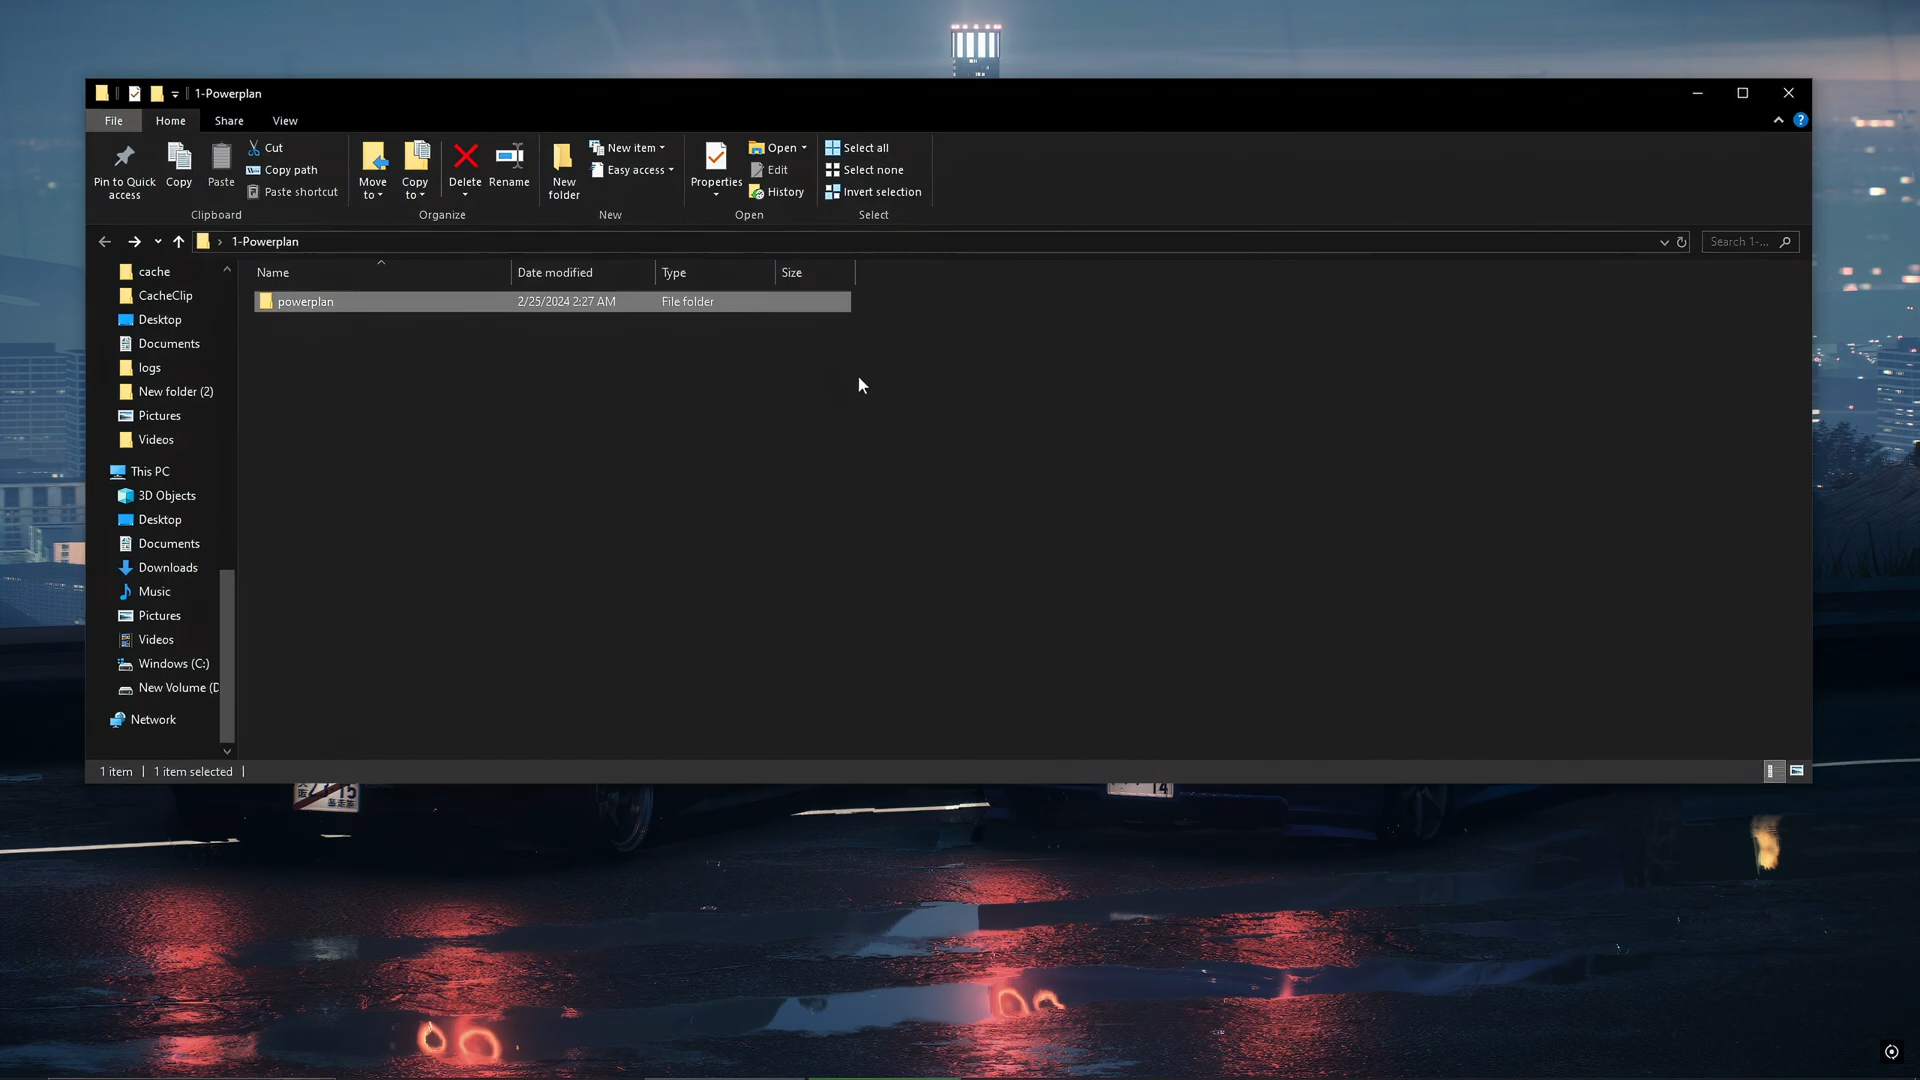 1-Powerplan
File Home Share View
Pin to Quick access
Copy
Paste
Cut
Copy path
Paste shortcut
Clipboard
Move to
Copy to
Delete
Rename
Organize
New folder
New item
Easy access
New
Properties
Open
Edit
History
Open
Select all
Select none
Invert selection
Select
1-Powerplan
Search 1-...
Name Date modified Type Size
powerplan 2/25/2024 2:27 AM File folder
cache
CacheClip
Desktop
Documents
logs
New folder (2)
Pictures
Videos
This PC
3D Objects
Desktop
Documents
Downloads
Music
Pictures
Videos
Windows (C:)
New Volume (D
Network
1 item 1 item selected
14